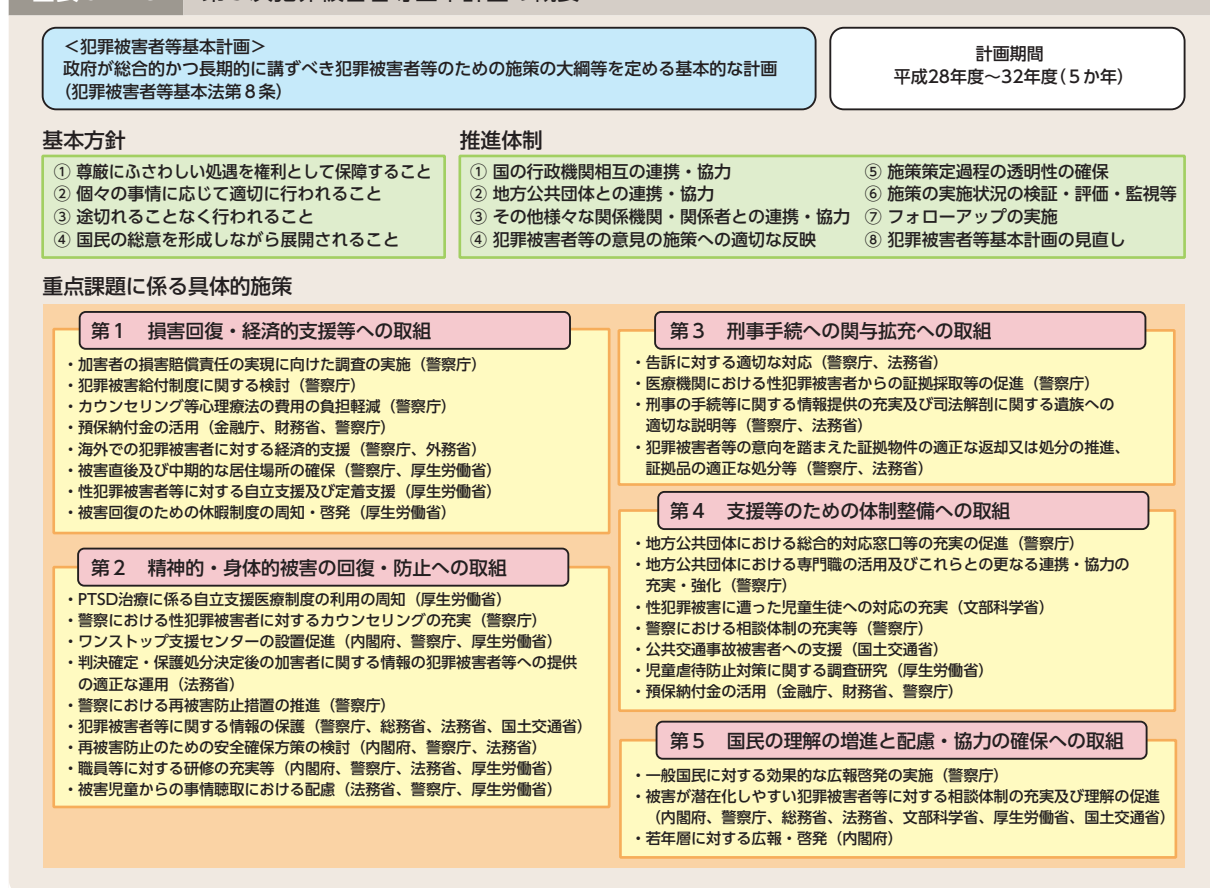 ＜犯罪被害者等基本計画＞
政府が総合的かつ長期的に講ずべき犯罪被害者等のための施策の大綱等を定める基本的な計画
（犯罪被害者等基本法第８条）
計画期間
平成28年度～32年度（５か年）
基本方針
① 尊厳にふさわしい処遇を権利として保障すること
② 個々の事情に応じて適切に行われること
③ 途切れることなく行われること
④ 国民の総意を形成しながら展開されること
推進体制
① 国の行政機関相互の連携・協力
② 地方公共団体との連携・協力
③ その他様々な関係機関・関係者との連携・協力
④ 犯罪被害者等の意見の施策への適切な反映
⑤ 施策策定過程の透明性の確保
⑥ 施策の実施状況の検証・評価・監視等
⑦ フォローアップの実施
⑧ 犯罪被害者等基本計画の見直し
重点課題に係る具体的施策
第１　損害回復・経済的支援等への取組
・加害者の損害賠償責任の実現に向けた調査の実施（警察庁）
・犯罪被害給付制度に関する検討（警察庁）
・カウンセリング等心理療法の費用の負担軽減（警察庁）
・預保納付金の活用（金融庁、財務省、警察庁）
・海外での犯罪被害者に対する経済的支援（警察庁、外務省）
・被害直後及び中期的な居住場所の確保（警察庁、厚生労働省）
・性犯罪被害者等に対する自立支援及び定着支援（厚生労働省）
・被害回復のための休暇制度の周知・啓発（厚生労働省）
第２　精神的・身体的被害の回復・防止への取組
・PTSD治療に係る自立支援医療制度の利用の周知（厚生労働省）
・警察における性犯罪被害者に対するカウンセリングの充実（警察庁）
・ワンストップ支援センターの設置促進（内閣府、警察庁、厚生労働省）
・判決確定・保護処分決定後の加害者に関する情報の犯罪被害者等への提供
の適正な運用（法務省）
・警察における再被害防止措置の推進（警察庁）
・犯罪被害者等に関する情報の保護（警察庁、総務省、法務省、国土交通省）
・再被害防止のための安全確保方策の検討（内閣府、警察庁、法務省）
・職員等に対する研修の充実等（内閣府、警察庁、法務省、厚生労働省）
・被害児童からの事情聴取における配慮（法務省、警察庁、厚生労働省）
第３　刑事手続への関与拡充への取組
・告訴に対する適切な対応（警察庁、法務省）
・医療機関における性犯罪被害者からの証拠採取等の促進（警察庁）
・刑事の手続等に関する情報提供の充実及び司法解剖に関する遺族への
適切な説明等（警察庁、法務省）
・犯罪被害者等の意向を踏まえた証拠物件の適正な返却又は処分の推進、
証拠品の適正な処分等（警察庁、法務省）
第４　支援等のための体制整備への取組
・地方公共団体における総合的対応窓口等の充実の促進（警察庁）
・地方公共団体における専門職の活用及びこれらとの更なる連携・協力の
充実・強化（警察庁）
・性犯罪被害に遭った児童生徒への対応の充実（文部科学省）
・警察における相談体制の充実等（警察庁）
・公共交通事故被害者への支援（国土交通省）
・児童虐待防止対策に関する調査研究（厚生労働省）
・預保納付金の活用（金融庁、財務省、警察庁）
第５　国民の理解の増進と配慮・協力の確保への取組
・一般国民に対する効果的な広報啓発の実施（警察庁）
・被害が潜在化しやすい犯罪被害者等に対する相談体制の充実及び理解の促進
（内閣府、警察庁、総務省、法務省、文部科学省、厚生労働省、国土交通省）
・若年層に対する広報・啓発（内閣府）